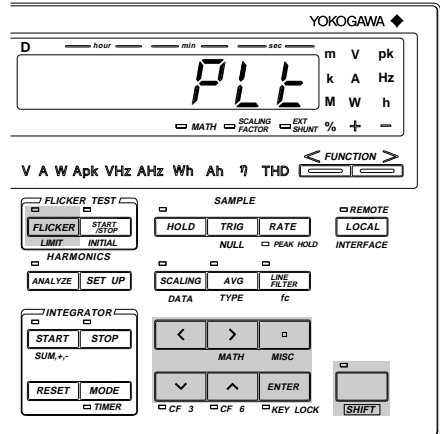 YOKOGAWA
D hour min sec
m V pk
PLt
k A Hz
M W h
MATH SCALING FACTOR EXT SHUNT % + −
V A W Apk VHz AHz Wh Ah η THD < FUNCTION >
FLICKER TEST SAMPLE
REMOTE
FLICKER START /STOP HOLD TRIG RATE LOCAL
LIMIT INITIAL NULL PEAK HOLD INTERFACE
HARMONICS
ANALYZE SET UP SCALING AVG LINE FILTER
DATA TYPE fc
INTEGRATOR
START STOP < >
SUM,+,- MATH MISC
RESET MODE ENTER
TIMER CF 3 CF 6 KEY LOCK SHIFT